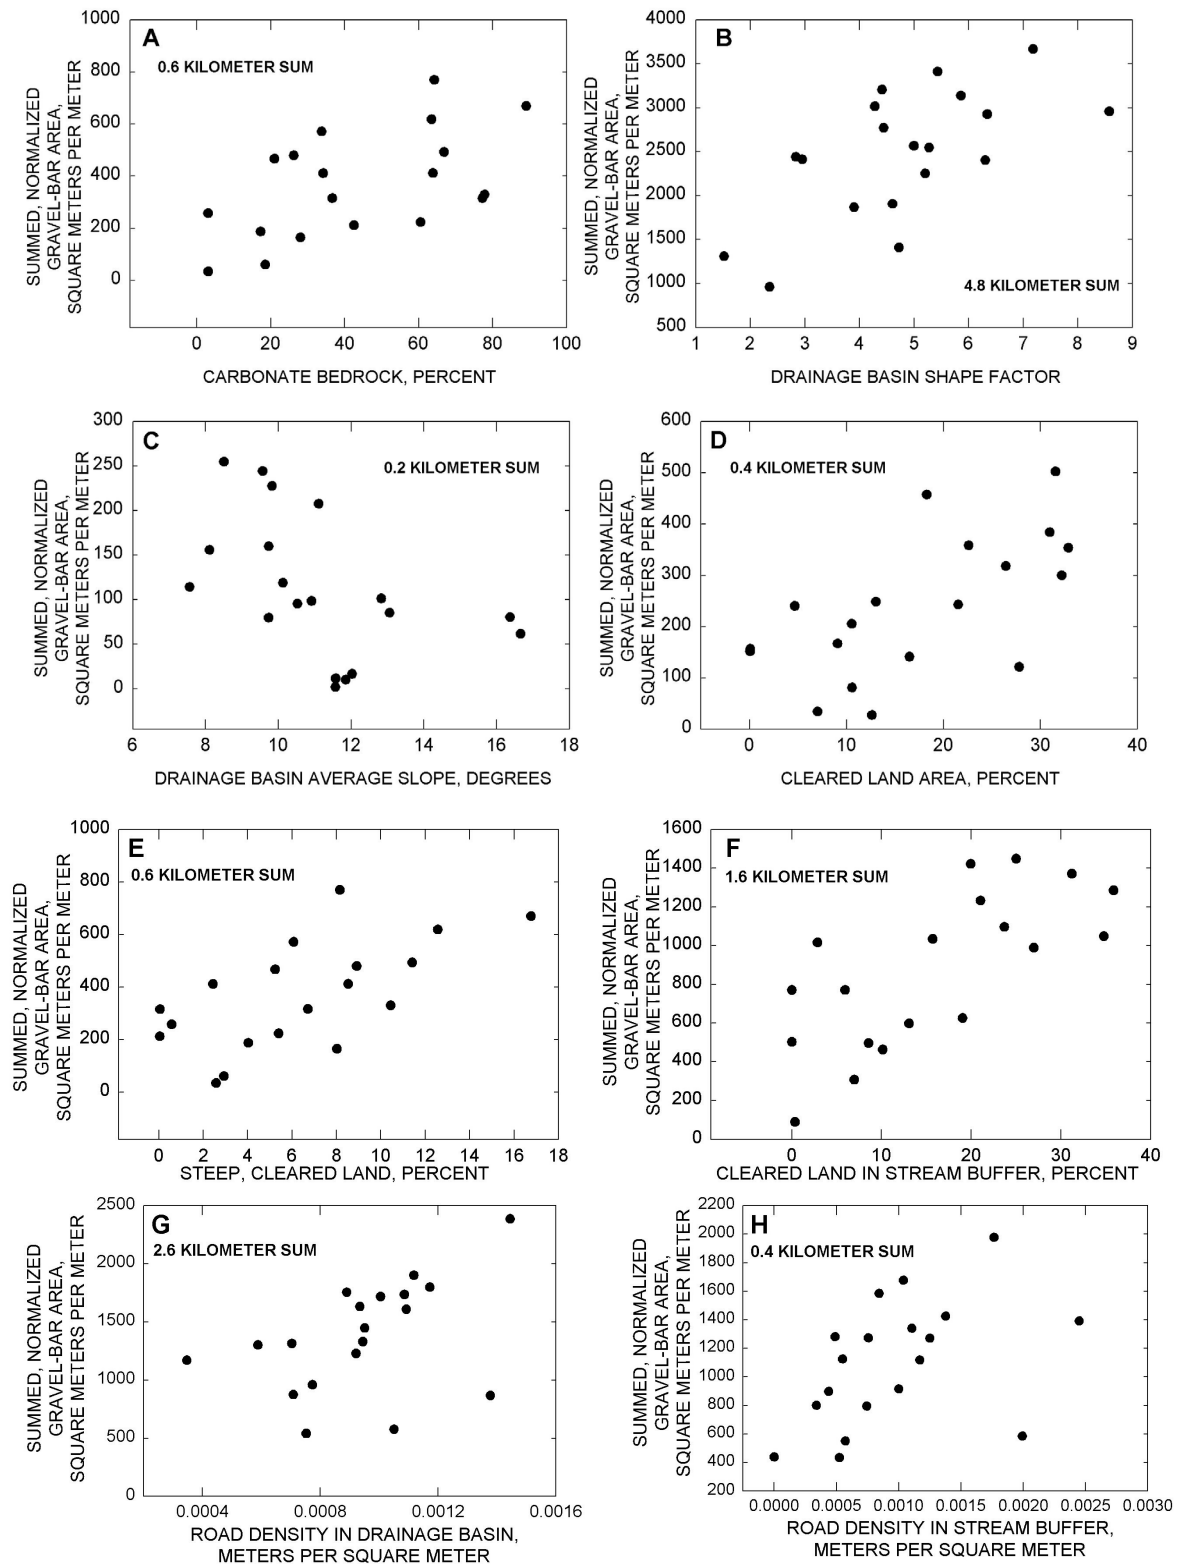 A
0.6 KILOMETER SUM
SUMMED, NORMALIZED
GRAVEL-BAR AREA,
SQUARE METERS PER METER
1000
800
600
400
200
0
0 20 40 60 80 100
CARBONATE BEDROCK, PERCENT
B
4.8 KILOMETER SUM
SUMMED, NORMALIZED
GRAVEL-BAR AREA,
SQUARE METERS PER METER
4000
3500
3000
2500
2000
1500
1000
500
1 2 3 4 5 6 7 8 9
DRAINAGE BASIN SHAPE FACTOR
C
0.2 KILOMETER SUM
SUMMED, NORMALIZED
GRAVEL-BAR AREA,
SQUARE METERS PER METER
300
250
200
150
100
50
0
6 8 10 12 14 16 18
DRAINAGE BASIN AVERAGE SLOPE, DEGREES
D
0.4 KILOMETER SUM
SUMMED, NORMALIZED
GRAVEL-BAR AREA,
SQUARE METERS PER METER
600
500
400
300
200
100
0
0 10 20 30 40
CLEARED LAND AREA, PERCENT
E
0.6 KILOMETER SUM
SUMMED, NORMALIZED
GRAVEL-BAR AREA,
SQUARE METERS PER METER
1000
800
600
400
200
0
0 2 4 6 8 10 12 14 16 18
STEEP, CLEARED LAND, PERCENT
F
1.6 KILOMETER SUM
SUMMED, NORMALIZED
GRAVEL-BAR AREA,
SQUARE METERS PER METER
1600
1400
1200
1000
800
600
400
200
0
0 10 20 30 40
CLEARED LAND IN STREAM BUFFER, PERCENT
G
2.6 KILOMETER SUM
SUMMED, NORMALIZED
GRAVEL-BAR AREA,
SQUARE METERS PER METER
2500
2000
1500
1000
500
0
0.0004 0.0008 0.0012 0.0016
ROAD DENSITY IN DRAINAGE BASIN,
METERS PER SQUARE METER
H
0.4 KILOMETER SUM
SUMMED, NORMALIZED
GRAVEL-BAR AREA,
SQUARE METERS PER METER
2200
2000
1800
1600
1400
1200
1000
800
600
400
200
0.0000 0.0005 0.0010 0.0015 0.0020 0.0025 0.0030
ROAD DENSITY IN STREAM BUFFER,
METERS PER SQUARE METER